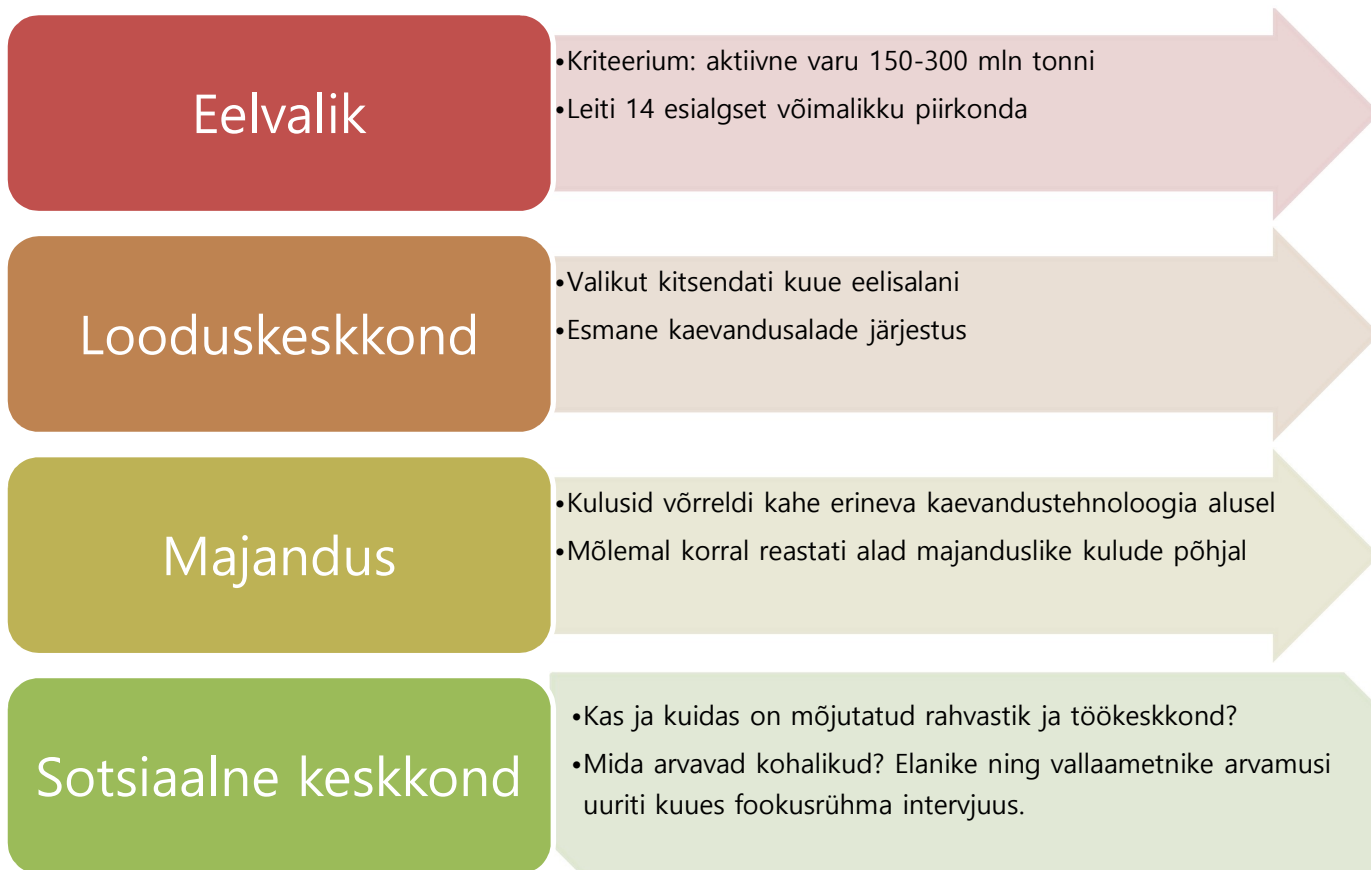 Eelvalik
•Kriteerium: aktiivne varu 150-300 mln tonni
•Leiti 14 esialgset võimalikku piirkonda
Looduskeskkond
•Valikut kitsendati kuue eelisalani
•Esmane kaevandusalade järjestus
Majandus
•Kulusid võrreldi kahe erineva kaevandustehnoloogia alusel
•Mõlemal korral reastati alad majanduslike kulude põhjal
Sotsiaalne keskkond
•Kas ja kuidas on mõjutatud rahvastik ja töökeskkond?
•Mida arvavad kohalikud? Elanike ning vallaametnike arvamusi
uuriti kuues fookusrühma intervjuus.